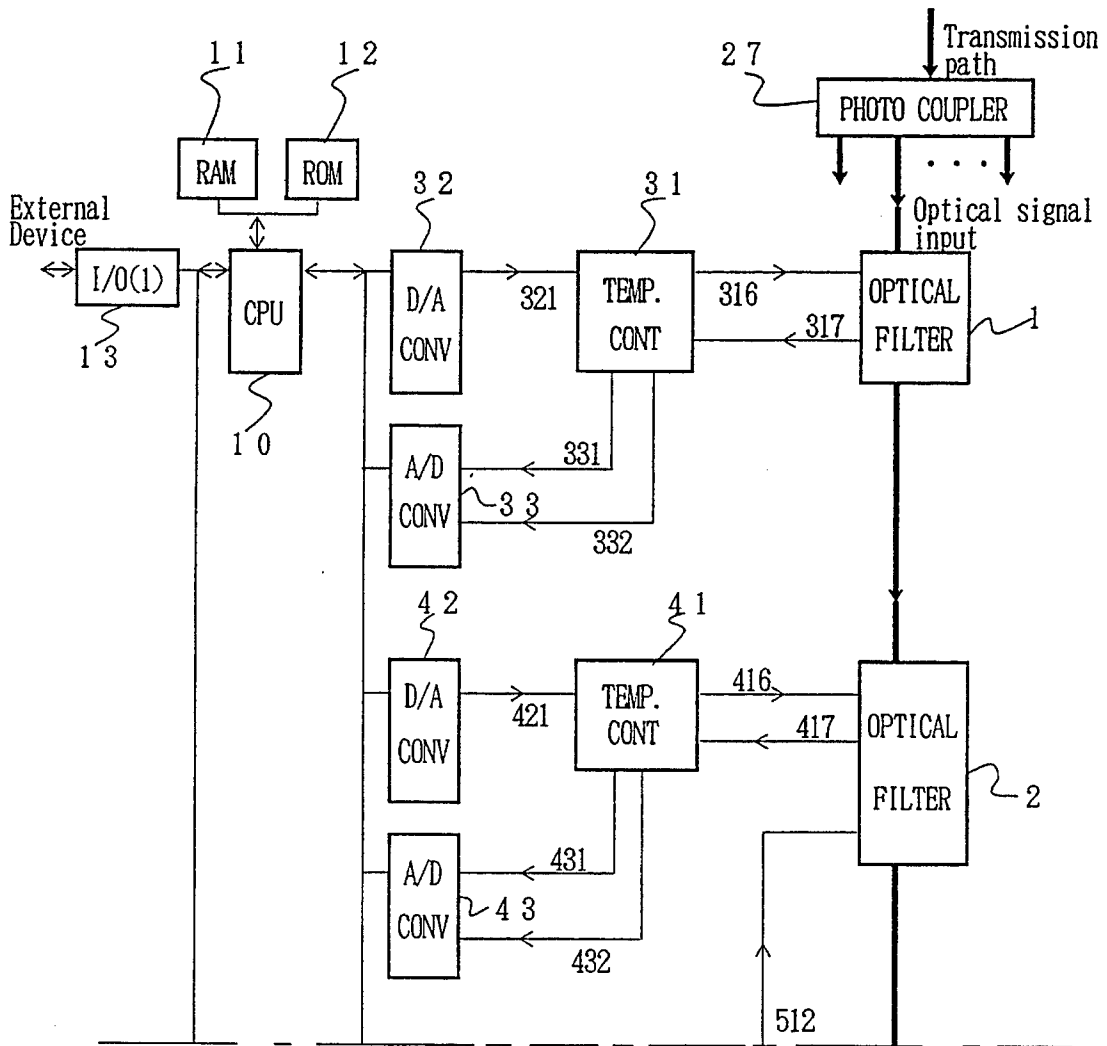 11
12
27
Transmission
path
PHOTO COUPLER
. . .
RAM
ROM
32
31
External
Device
Optical signal
input
I/O(1)
CPU
D/A
CONV
321
TEMP.
CONT
316
317
OPTICAL
FILTER
1
13
10
A/D
CONV
331
33
332
42
41
D/A
CONV
421
TEMP.
CONT
416
417
OPTICAL
FILTER
2
A/D
CONV
431
43
432
512